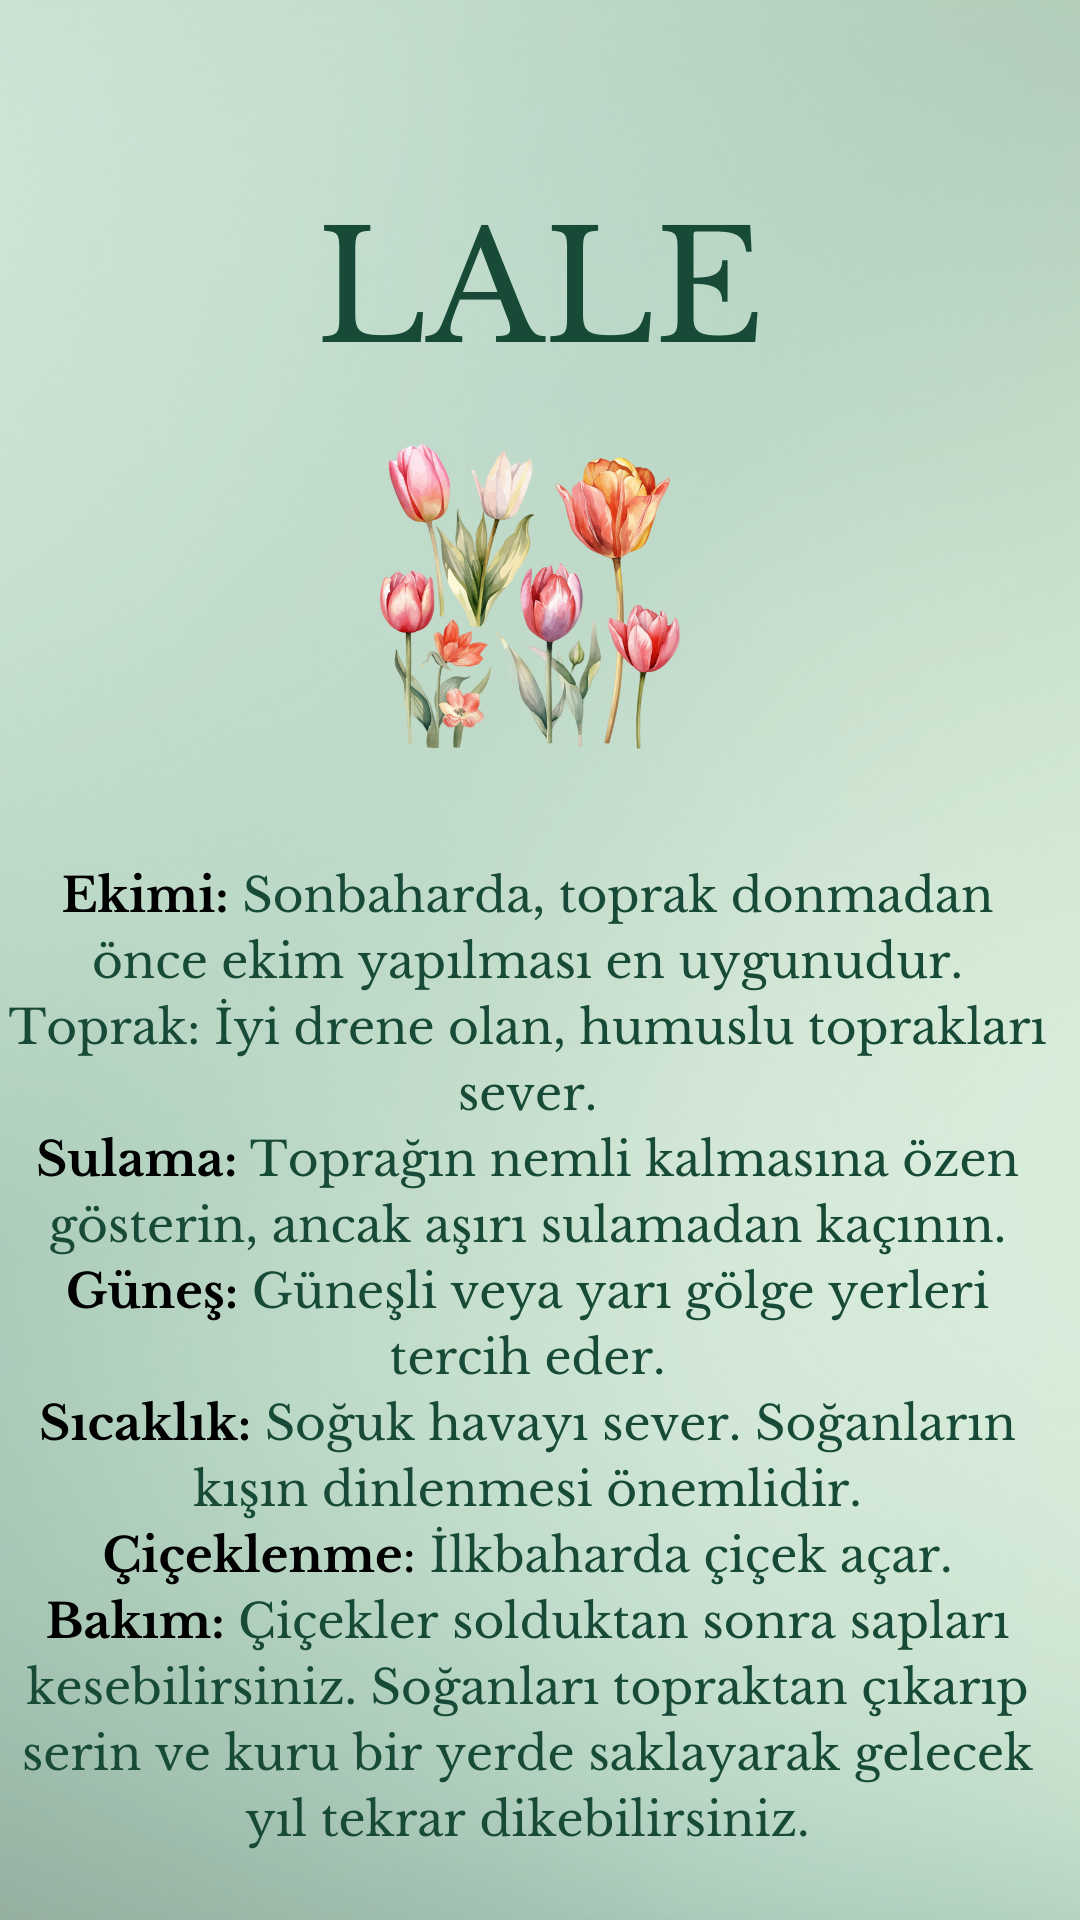 LALE
Ekimi: Sonbaharda, toprak donmadan
önce ekim yapılması en uygunudur.
Toprak: İyi drene olan, humuslu toprakları
sever.
Sulama: Toprağın nemli kalmasına özen
gösterin, ancak aşırı sulamadan kaçının.
Güneş: Güneşli veya yarı gölge yerleri
tercih eder.
Sıcaklık: Soğuk havayı sever. Soğanların
kışın dinlenmesi önemlidir.
Çiçeklenme: İlkbaharda çiçek açar.
Bakım: Çiçekler solduktan sonra sapları
kesebilirsiniz. Soğanları topraktan çıkarıp
serin ve kuru bir yerde saklayarak gelecek
yıl tekrar dikebilirsiniz.